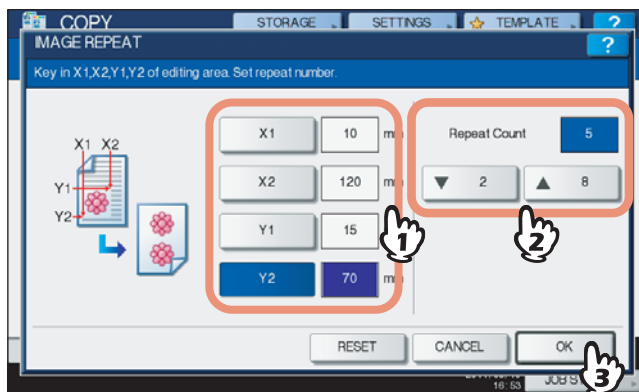 COPY STORAGE SETTINGS TEMPLATE ?
IMAGE REPEAT ?
Key in X1,X2,Y1,Y2 of editing area. Set repeat number.
X1 X2
Y1
Y2
X1 10
X2 120
Y1 15
Y2 70
1
Repeat Count 5
2 8
2
RESET CANCEL OK
3
16:53 JOB S